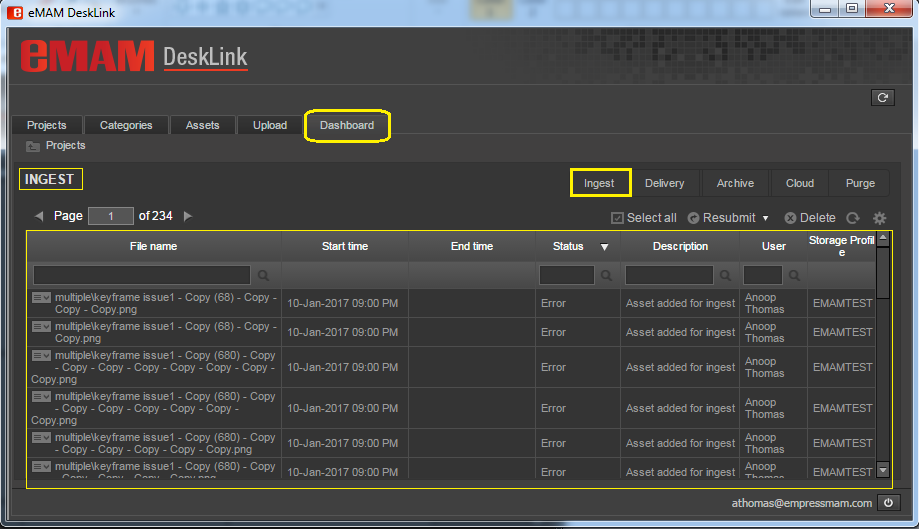 eMAM DeskLink
eMAM DeskLink
Projects Categories Assets Upload Dashboard
Projects
INGEST
Ingest Delivery Archive Cloud Purge
Page 1 of 234
Select all Resubmit Delete
File name Start time End time Status Description User Storage Profil
e
multiple\keyframe issue1 - Copy (68) - Copy -
Copy - Copy.png
10-Jan-2017 09:00 PM Error Asset added for ingest Anoop
Thomas
EMAMTEST
multiple\keyframe issue1 - Copy (68) - Copy -
Copy.png
10-Jan-2017 09:00 PM Error Asset added for ingest Anoop
Thomas
EMAMTEST
multiple\keyframe issue1 - Copy (680) - Copy
- Copy - Copy - Copy - Copy - Copy - Copy -
Copy.png
10-Jan-2017 09:00 PM Error Asset added for ingest Anoop
Thomas
EMAMTEST
multiple\keyframe issue1 - Copy (680) - Copy
- Copy - Copy - Copy - Copy - Copy -
Copy.png
10-Jan-2017 09:00 PM Error Asset added for ingest Anoop
Thomas
EMAMTEST
multiple\keyframe issue1 - Copy (680) - Copy
- Copy - Copy - Copy - Copy - Copy.png
10-Jan-2017 09:00 PM Error Asset added for ingest Anoop
Thomas
EMAMTEST
multiple\keyframe issue1 - Copy (680) - Copy
10-Jan-2017 09:00 PM Error Asset added for ingest Anoop
Thomas
EMAMTEST
athomas@empressmam.com